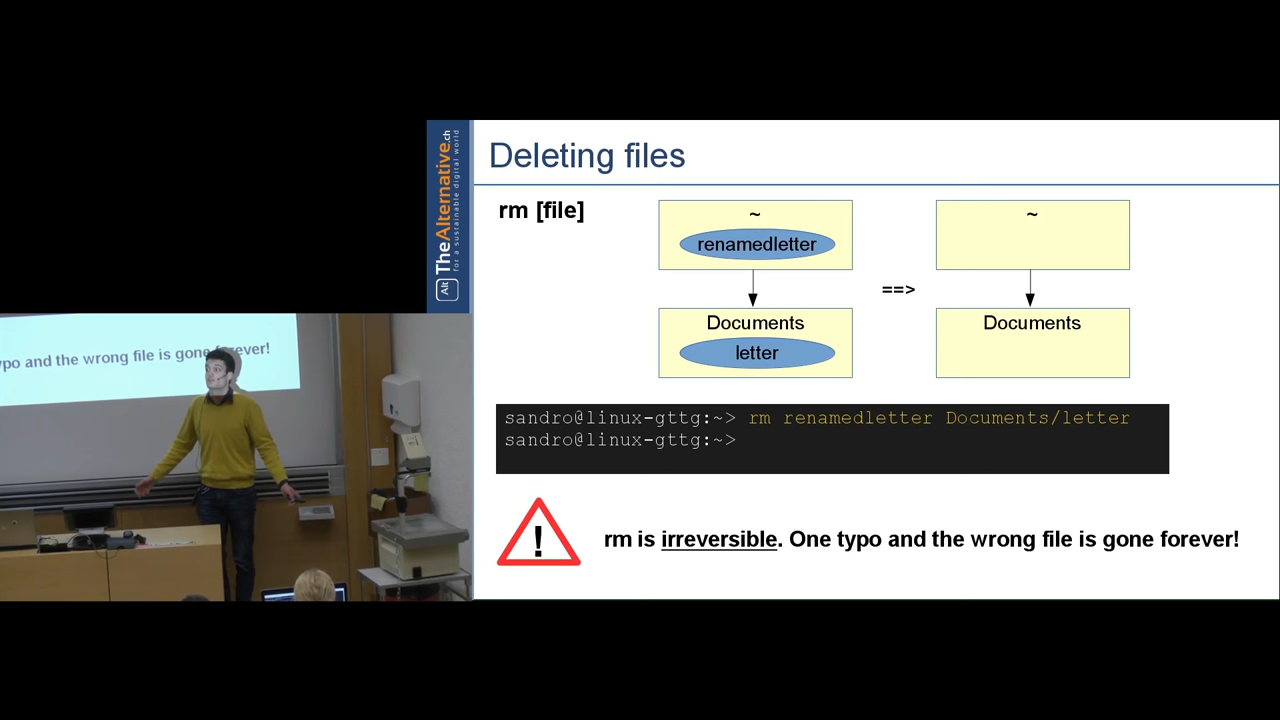 Deleting files
TheAlternative.ch
for a sustainable digital world
Alt
rm [file]
~
renamedletter
Documents
letter
==>
~
Documents
sandro@linux-gttg:~> rm renamedletter Documents/letter
sandro@linux-gttg:~>
!
rm is irreversible. One typo and the wrong file is gone forever!
typo and the wrong file is gone forever!